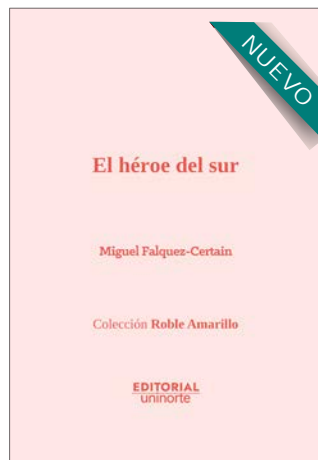 NUEVO
El héroe del sur
Miguel Falquez-Certain
Colección Roble Amarillo
EDITORIAL
uninorte